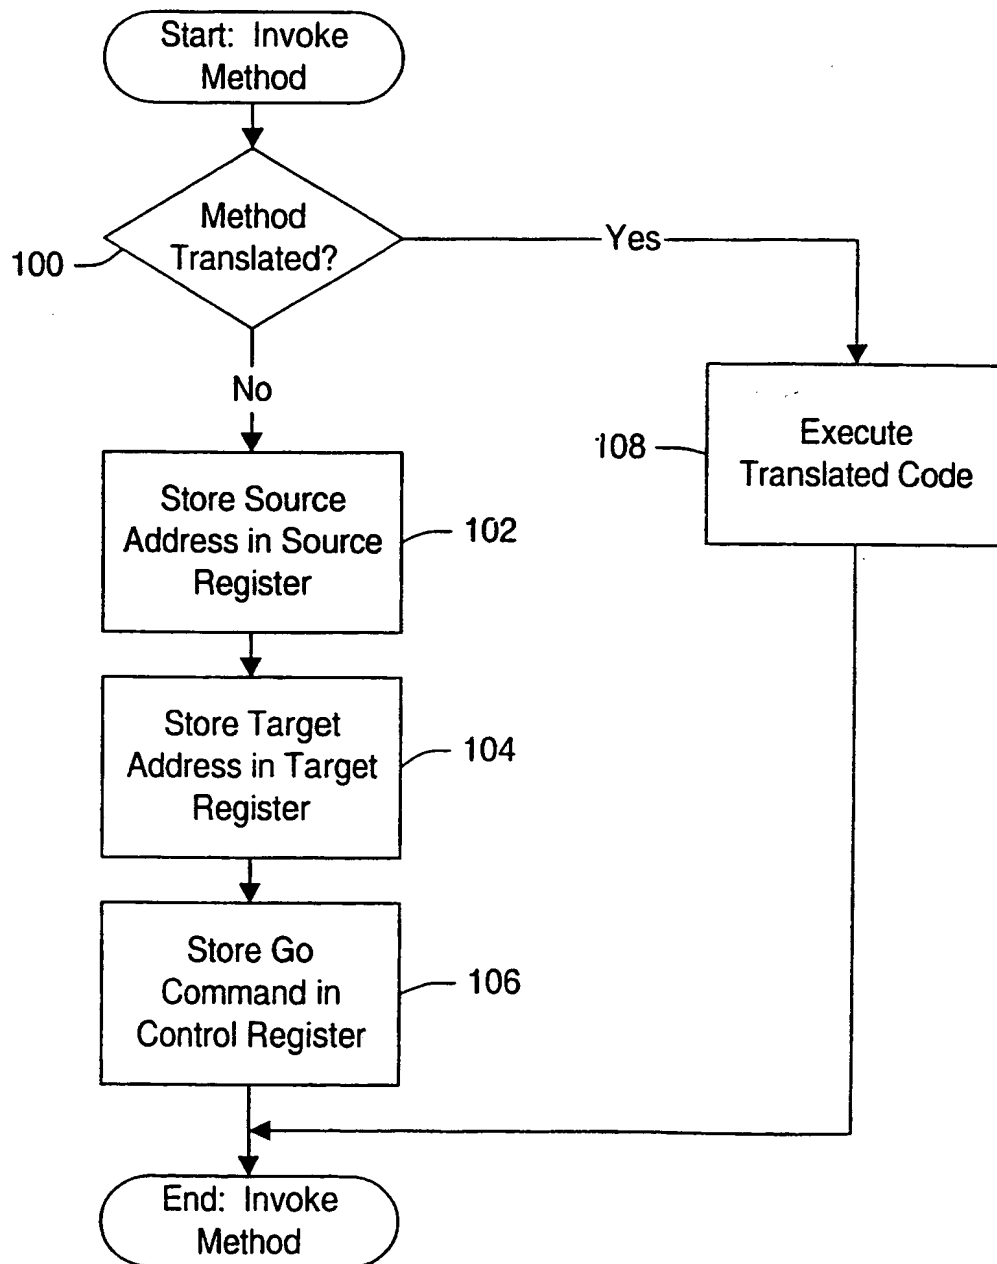 Start: Invoke
Method
Method
Translated?
100
Yes
No
Execute
Translated Code
108
Store Source
Address in Source
Register
102
Store Target
Address in Target
Register
104
Store Go
Command in
Control Register
106
End: Invoke
Method